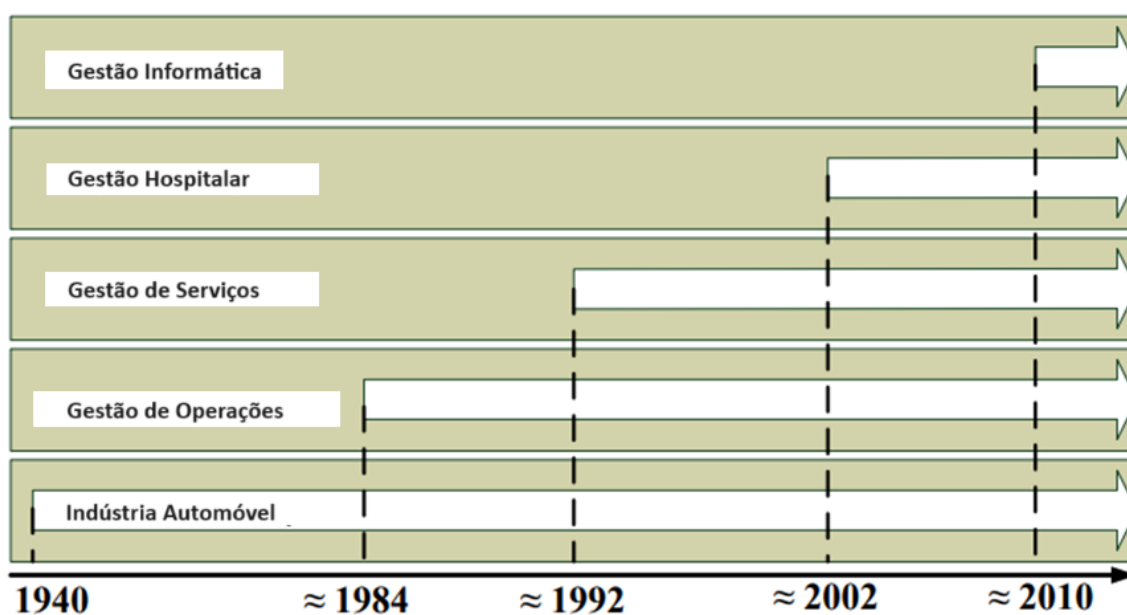 Gestão Informática
Gestão Hospitalar
Gestão de Serviços
Gestão de Operações
Indústria Automóvel
1940 ≈ 1984 ≈ 1992 ≈ 2002 ≈ 2010